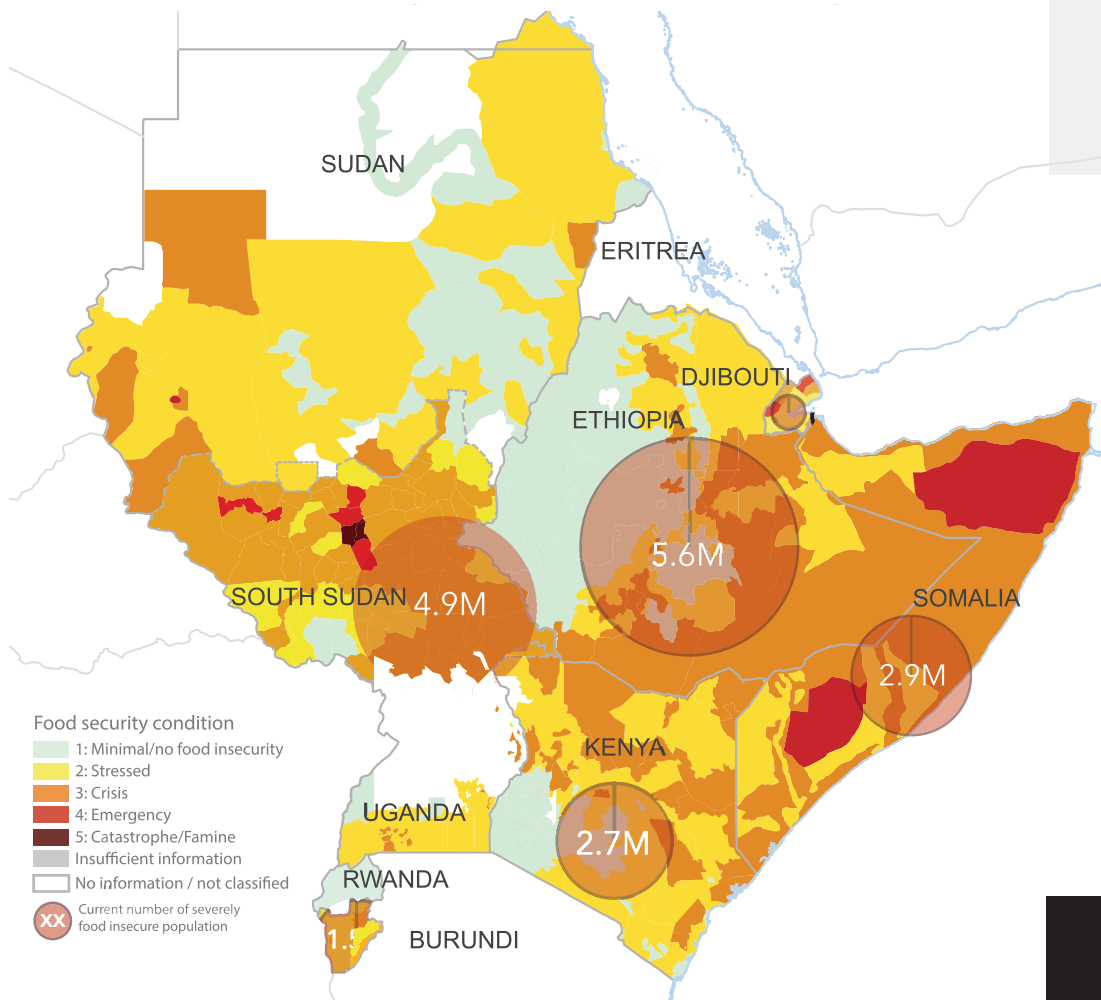 SUDAN
ERITREA
DJIBOUTI
ETHIOPIA
5.6M
SOUTH SUDAN
4.9M
SOMALIA
2.9M
KENYA
UGANDA
2.7M
RWANDA
BURUNDI
Food security condition
1: Minimal/no food insecurity
2: Stressed
3: Crisis
4: Emergency
5: Catastrophe/Famine
Insufficient information
No information / not classified
XX
Current number of severely
food insecure population